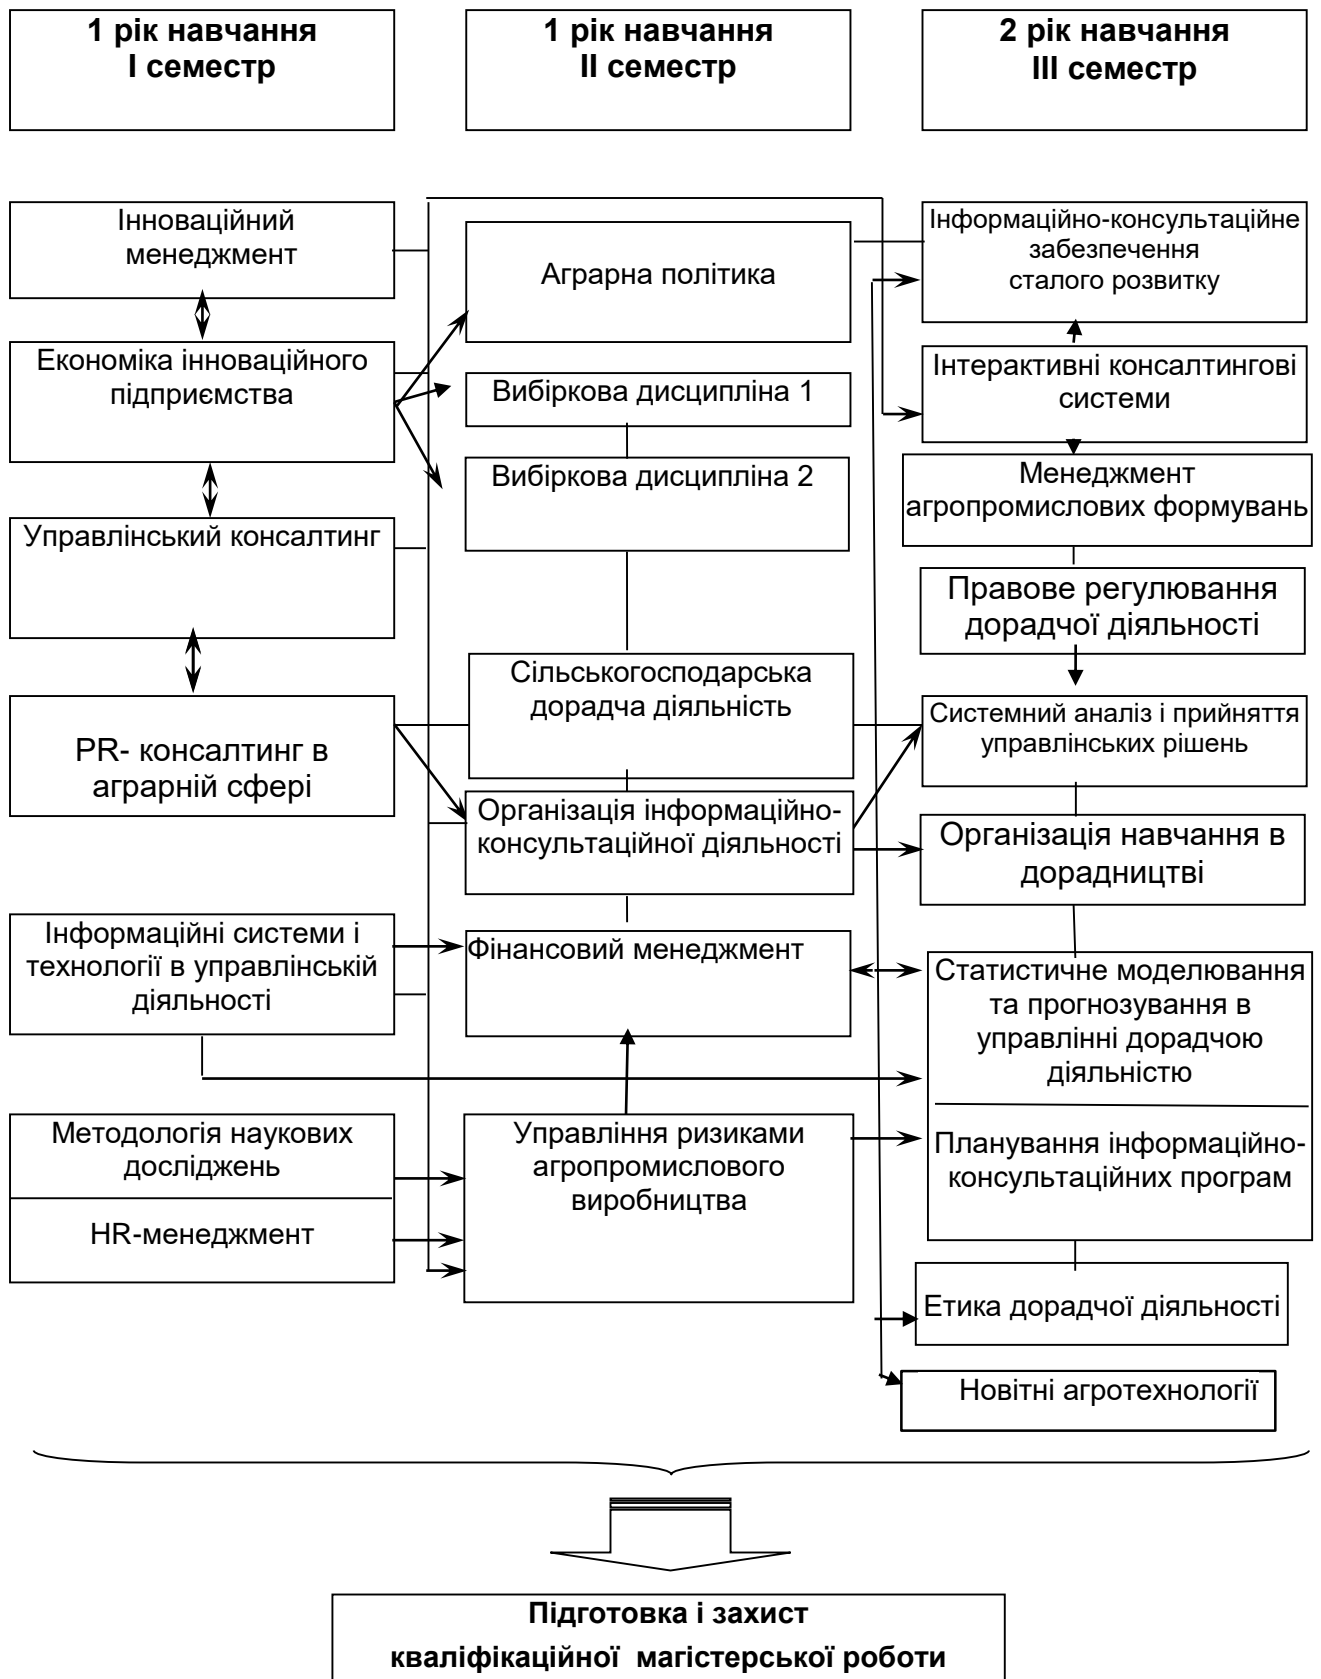 1 рік навчання
І семестр
1 рік навчання
ІІ семестр
2 рік навчання
ІІІ семестр
Інноваційний
менеджмент
Економіка інноваційного
підприємства
Управлінський консалтинг
PR- консалтинг в
аграрній сфері
Інформаційні системи і
технології в управлінській
діяльності
Методологія наукових
досліджень
HR-менеджмент
Аграрна політика
Вибіркова дисципліна 1
Вибіркова дисципліна 2
Сільськогосподарська
дорадча діяльність
Організація інформаційно-
консультаційної діяльності
Фінансовий менеджмент
Управління ризиками
агропромислового
виробництва
Інформаційно-консультаційне
забезпечення
сталого розвитку
Інтерактивні консалтингові
системи
Менеджмент
агропромислових формувань
Правове регулювання
дорадчої діяльності
Системний аналіз і прийняття
управлінських рішень
Організація навчання в
дорадництві
Статистичне моделювання
та прогнозування в
управлінні дорадчою
діяльністю
Планування інформаційно-
консультаційних програм
Етика дорадчої діяльності
Новітні агротехнології
Підготовка і захист
кваліфікаційної магістерської роботи